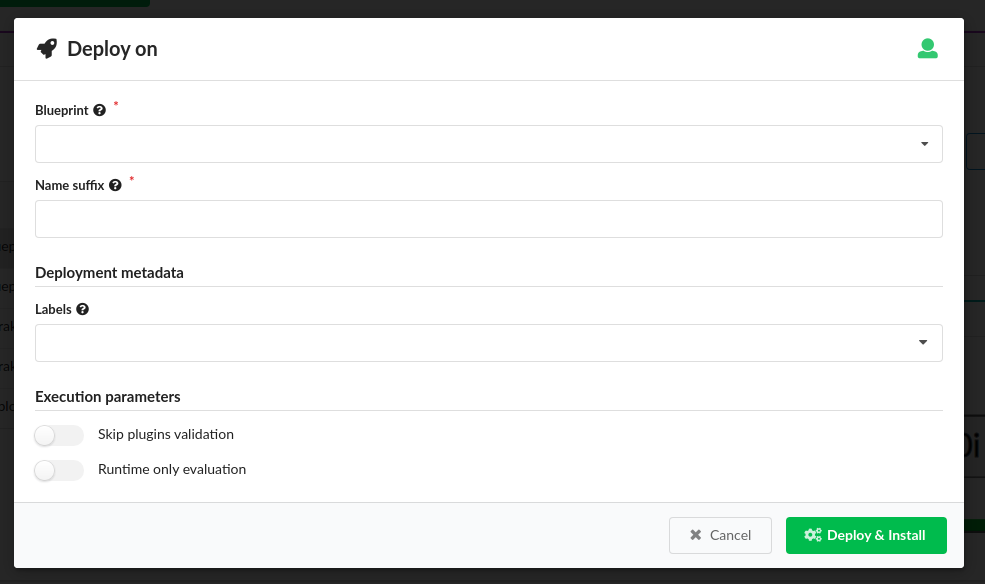 Deploy on
Blueprint *
Name suffix *
Deployment metadata
Labels
Execution parameters
Skip plugins validation
Runtime only evaluation
Cancel
Deploy & Install